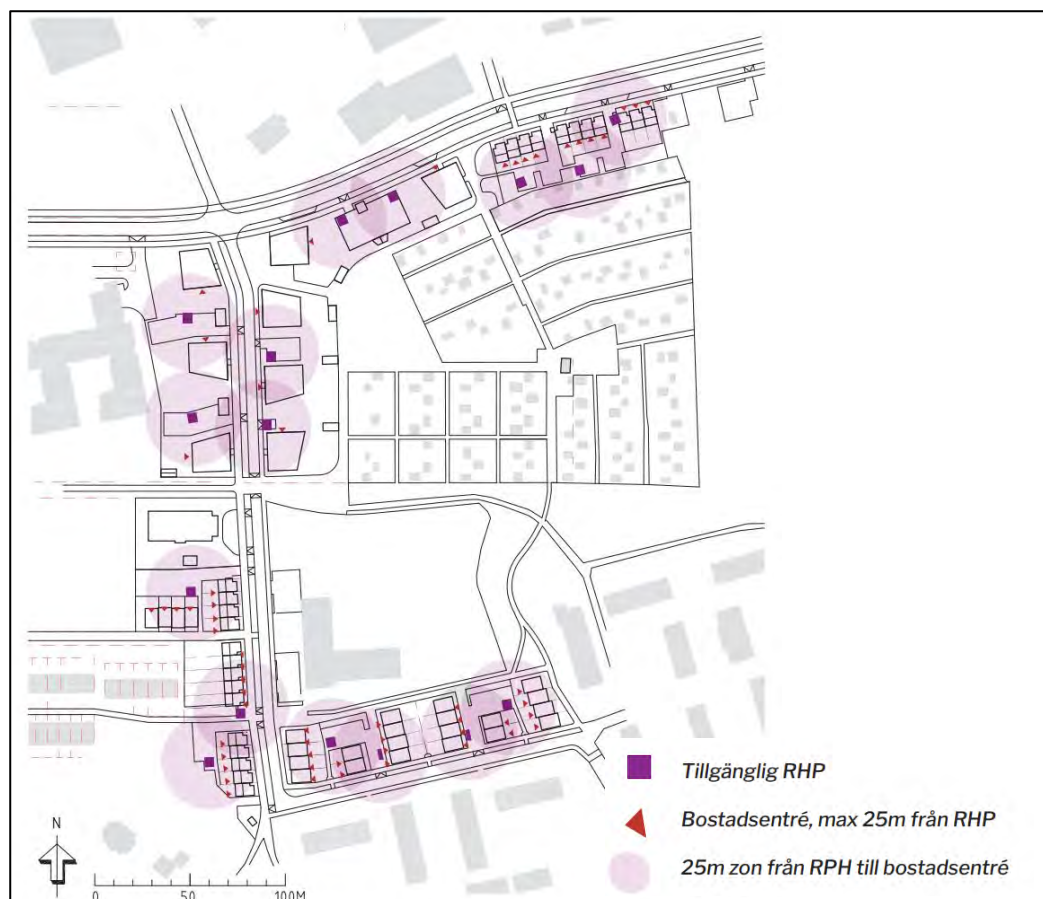 Tillgänglig RHP
Bostadsentré, max 25m från RHP
25m zon från RPH till bostadsentré
N
0 50 100M